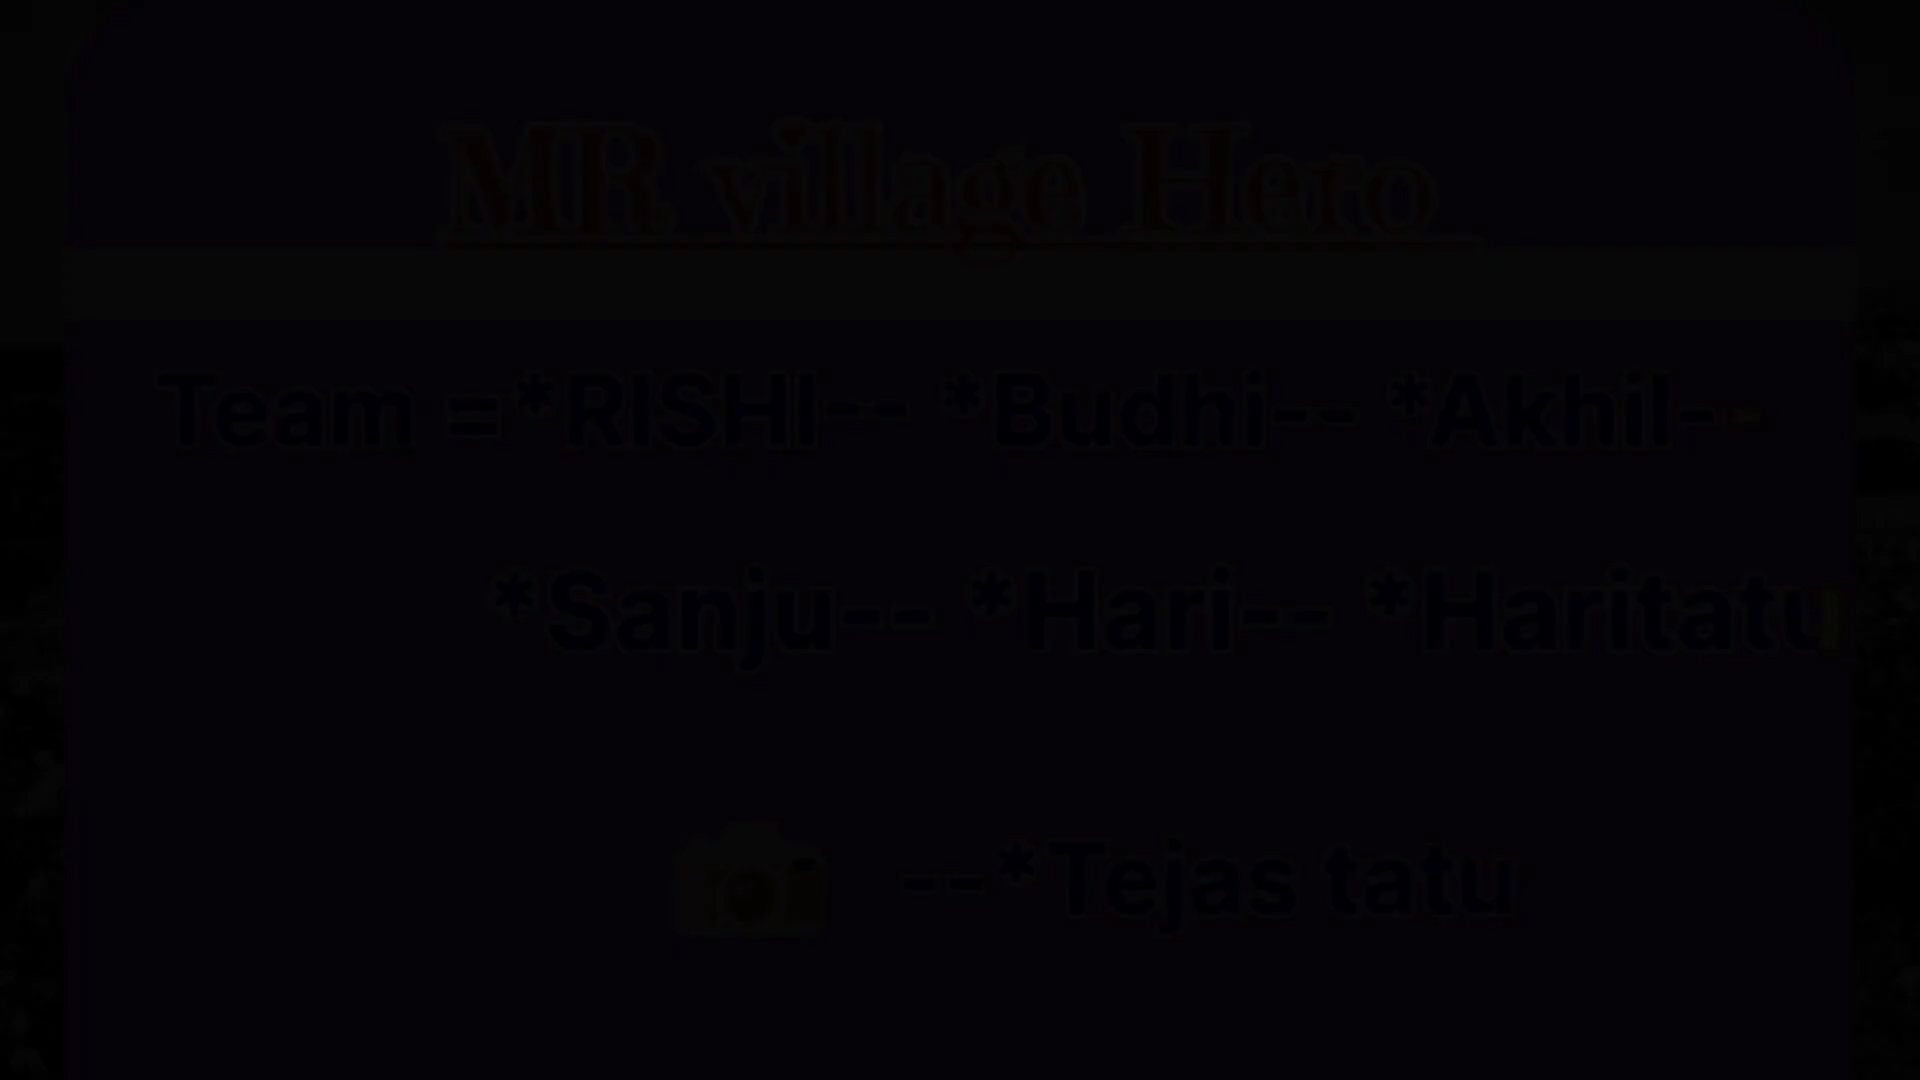 MR village Hero
Team =*RISHI-- *Budhi-- *Akhil--
*Sanju-- *Hari-- *Haritatu
--*Tejas tatu